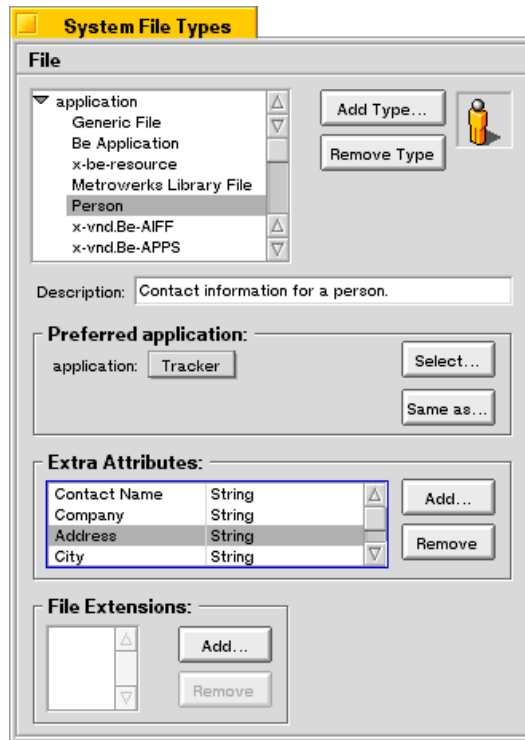 System File Types
File
application
Generic File
Be Application
x-be-resource
Metrowerks Library File
Person
x-vnd.Be-AIFF
x-vnd.Be-APPS
Add Type...
Remove Type
Description: Contact information for a person.
Preferred application:
application: Tracker
Select...
Same as...
Extra Attributes:
Contact Name String
Company String
Address String
City String
Add...
Remove
File Extensions:
Add...
Remove